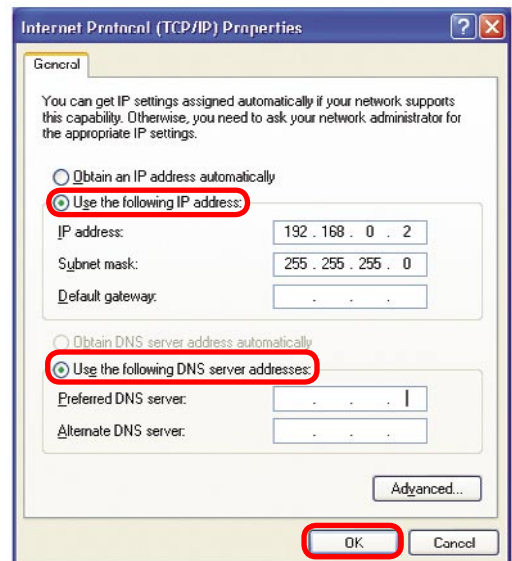 Internet Protocol (TCP/IP) Properties
General
You can get IP settings assigned automatically if your network supports
this capability. Otherwise, you need to ask your network administrator for
the appropriate IP settings.
Obtain an IP address automatically
Use the following IP address:
IP address: 192 . 168 . 0 . 2
Subnet mask: 255 . 255 . 255 . 0
Default gateway: . . .
Obtain DNS server address automatically
Use the following DNS server addresses:
Preferred DNS server: . . .
Alternate DNS server: . . .
Advanced...
OK Cancel